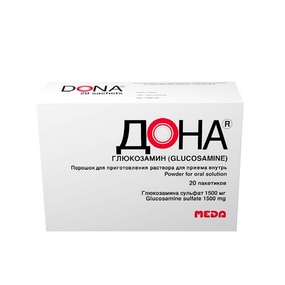 DONA®
20 sachets
ДОНА®
ГЛЮКОЗАМИН (GLUCOSAMINE)
Порошок для приготовления раствора для приема внутрь
Powder for oral solution
20 пакетиков
Глюкозамина сульфат 1500 мг
Glucosamine sulfate 1500 mg
MEDA